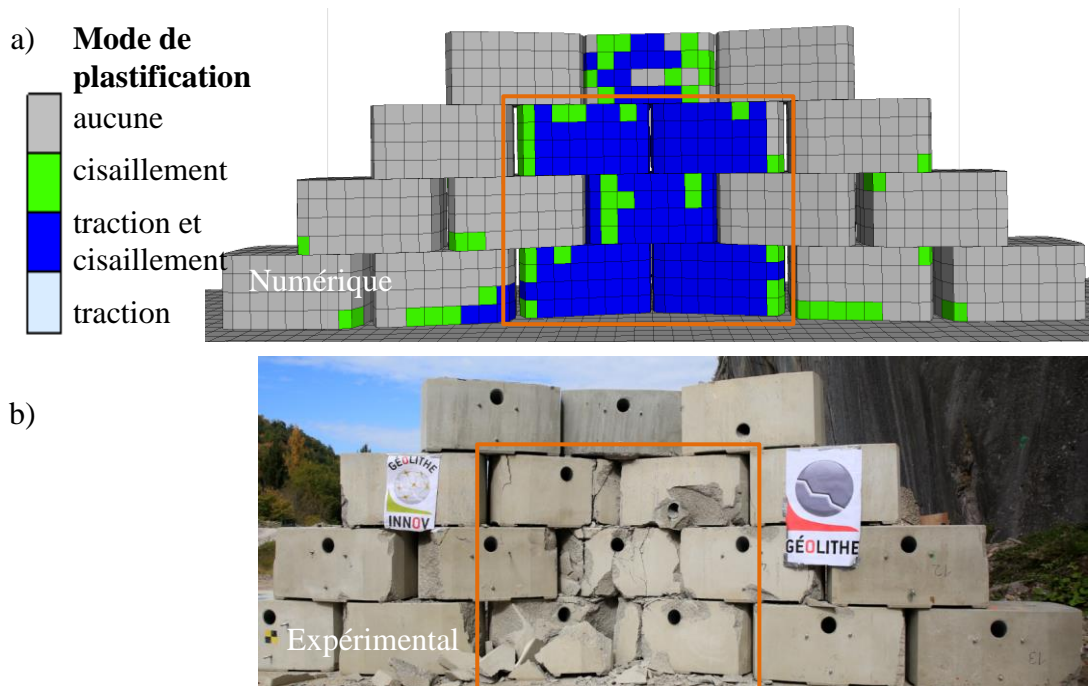 a) Mode de
plastification
aucune
cisaillement
traction et
cisaillement
Numérique
traction
b)
GÉOLITHE
INNOV
GÉOLITHE
12
Expérimental
13